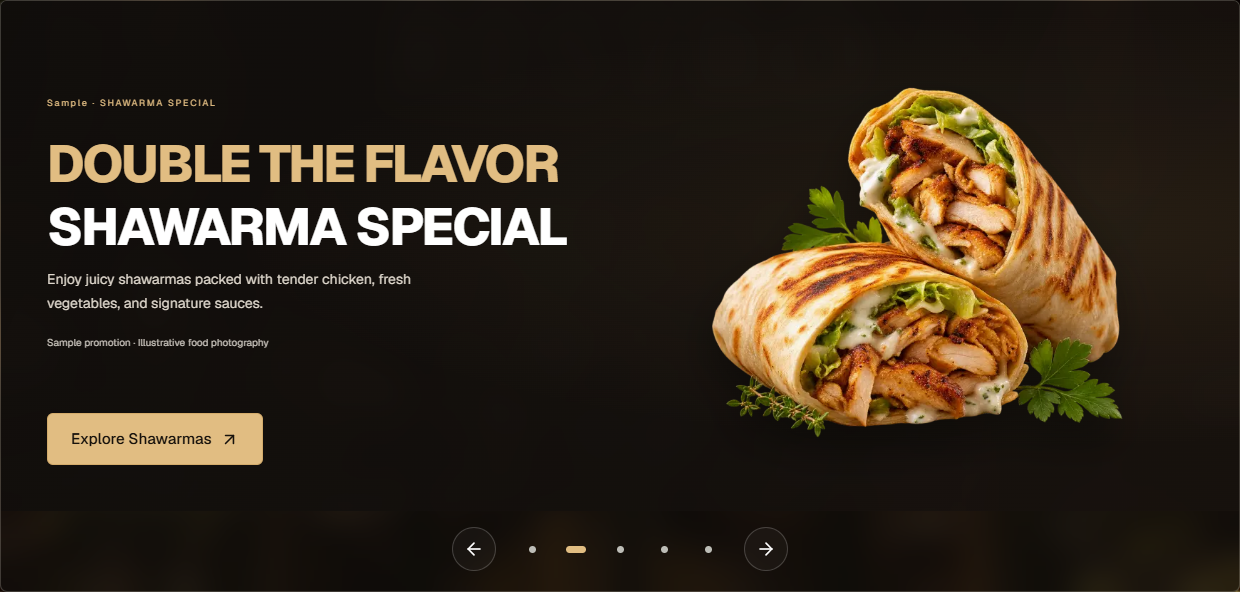 Sample · SHAWARMA SPECIAL
DOUBLE THE FLAVOR
SHAWARMA SPECIAL
Enjoy juicy shawarmas packed with tender chicken, fresh
vegetables, and signature sauces.
Sample promotion · Illustrative food photography
Explore Shawarmas